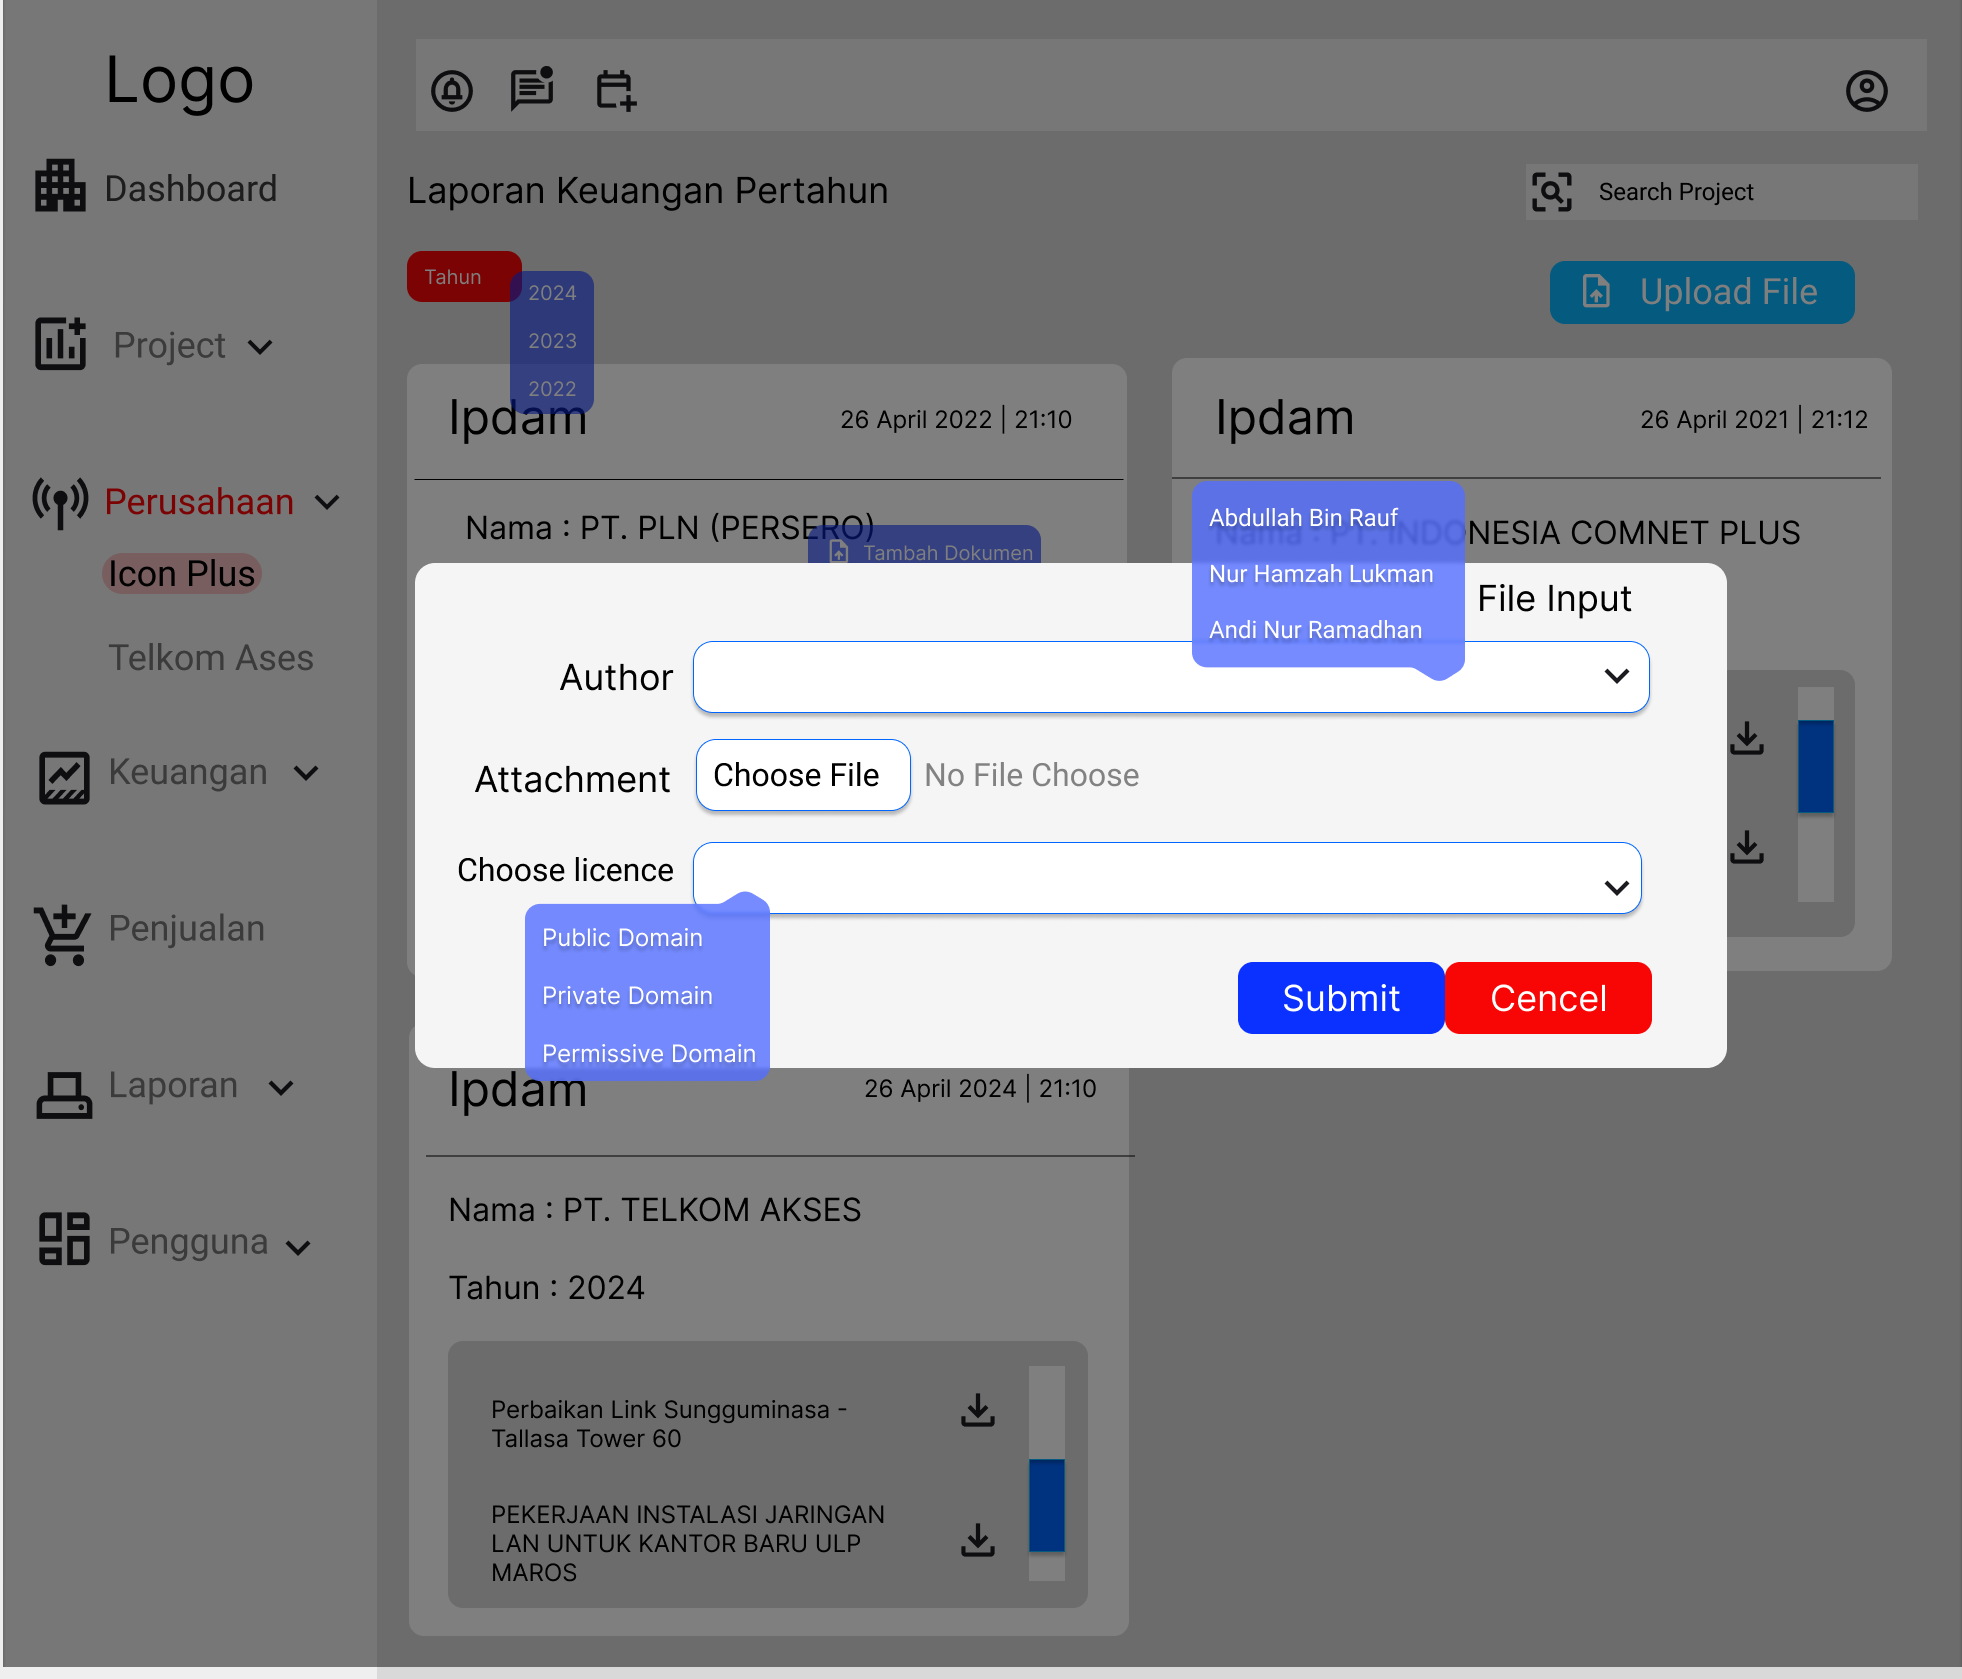 Logo
Dashboard
Project
Perusahaan
Icon Plus
Telkom Ases
Keuangan
Penjualan
Laporan
Pengguna
Laporan Keuangan Pertahun
Search Project
Tahun
2024
2023
2022
Upload File
Ipdam
26 April 2022 | 21:10
Nama : PT. PLN (PERSERO)
Tambah Dokumen
Ipdam
26 April 2021 | 21:12
Nama : PT. INDONESIA COMNET PLUS
Abdullah Bin Rauf
Nur Hamzah Lukman
Andi Nur Ramadhan
File Input
Author
Attachment
Choose File
No File Choose
Choose licence
Public Domain
Private Domain
Permissive Domain
Submit
Cencel
Ipdam
26 April 2024 | 21:10
Nama : PT. TELKOM AKSES
Tahun : 2024
Perbaikan Link Sungguminasa -
Tallasa Tower 60
PEKERJAAN INSTALASI JARINGAN
LAN UNTUK KANTOR BARU ULP
MAROS